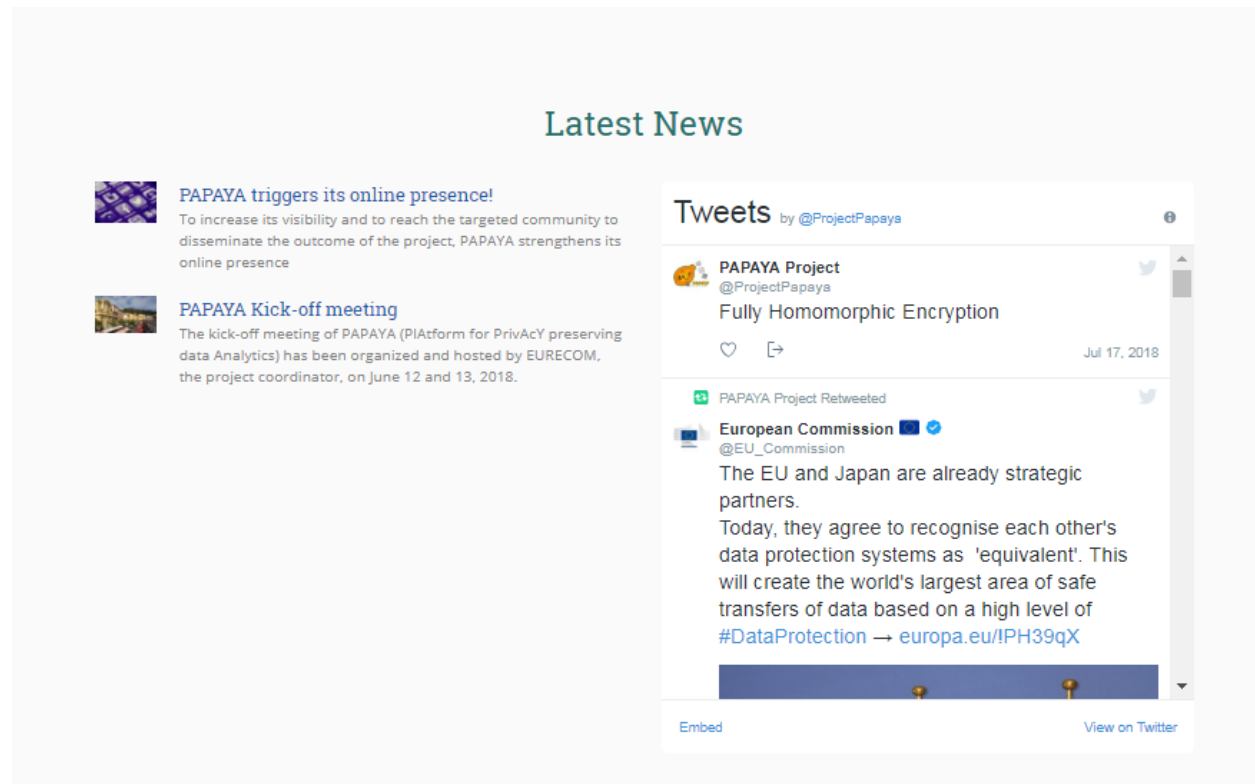 Latest News
PAPAYA triggers its online presence!
To increase its visibility and to reach the targeted community to
disseminate the outcome of the project, PAPAYA strengthens its
online presence
PAPAYA Kick-off meeting
The kick-off meeting of PAPAYA (PlAtform for PrivAcY preserving
data Analytics) has been organized and hosted by EURECOM,
the project coordinator, on June 12 and 13, 2018.
Tweets by @ProjectPapaya
PAPAYA Project
@ProjectPapaya
Fully Homomorphic Encryption
Jul 17, 2018
PAPAYA Project Retweeted
European Commission
@EU_Commission
The EU and Japan are already strategic
partners.
Today, they agree to recognise each other's
data protection systems as 'equivalent'. This
will create the world's largest area of safe
transfers of data based on a high level of
#DataProtection → europa.eu/!PH39qX
Embed
View on Twitter